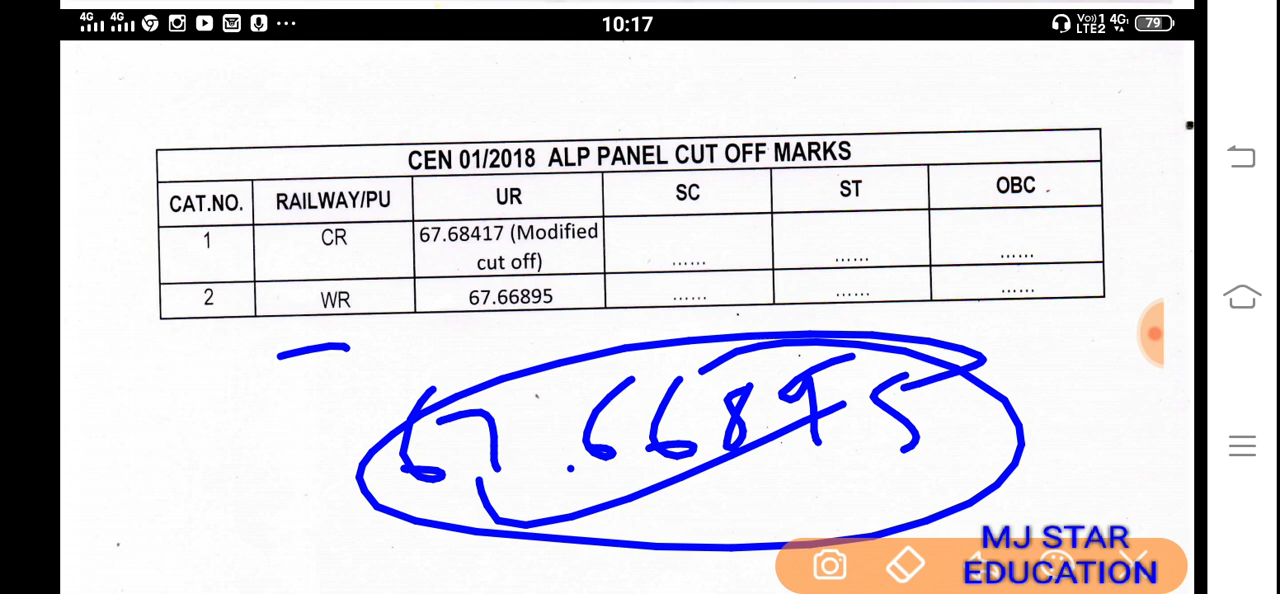 4G 4G 10:17 Vo))1 4G 79
LTE2
CEN 01/2018 ALP PANEL CUT OFF MARKS
CAT.NO. RAILWAY/PU UR SC ST OBC
1 CR 67.68417 (Modified
cut off) ...... ...... ......
2 WR 67.66895 ...... ...... ......
67.66895
MJ STAR
EDUCATION